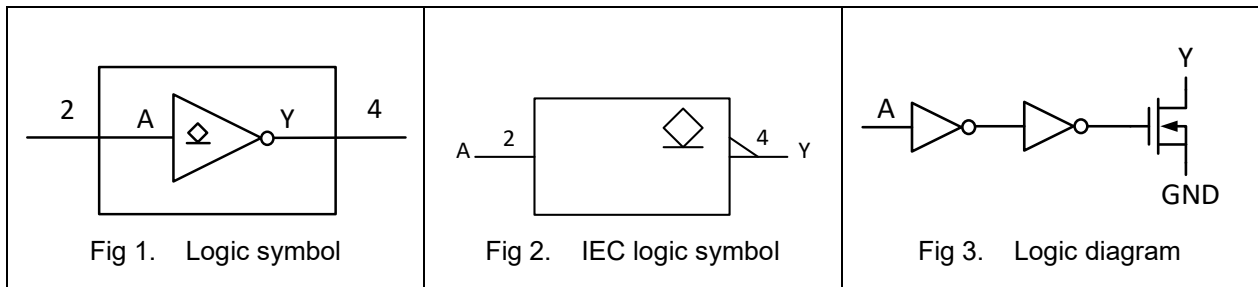 2
A
Y
4
Fig 1. Logic symbol
A
2
4
Y
Fig 2. IEC logic symbol
A
Y
GND
Fig 3. Logic diagram